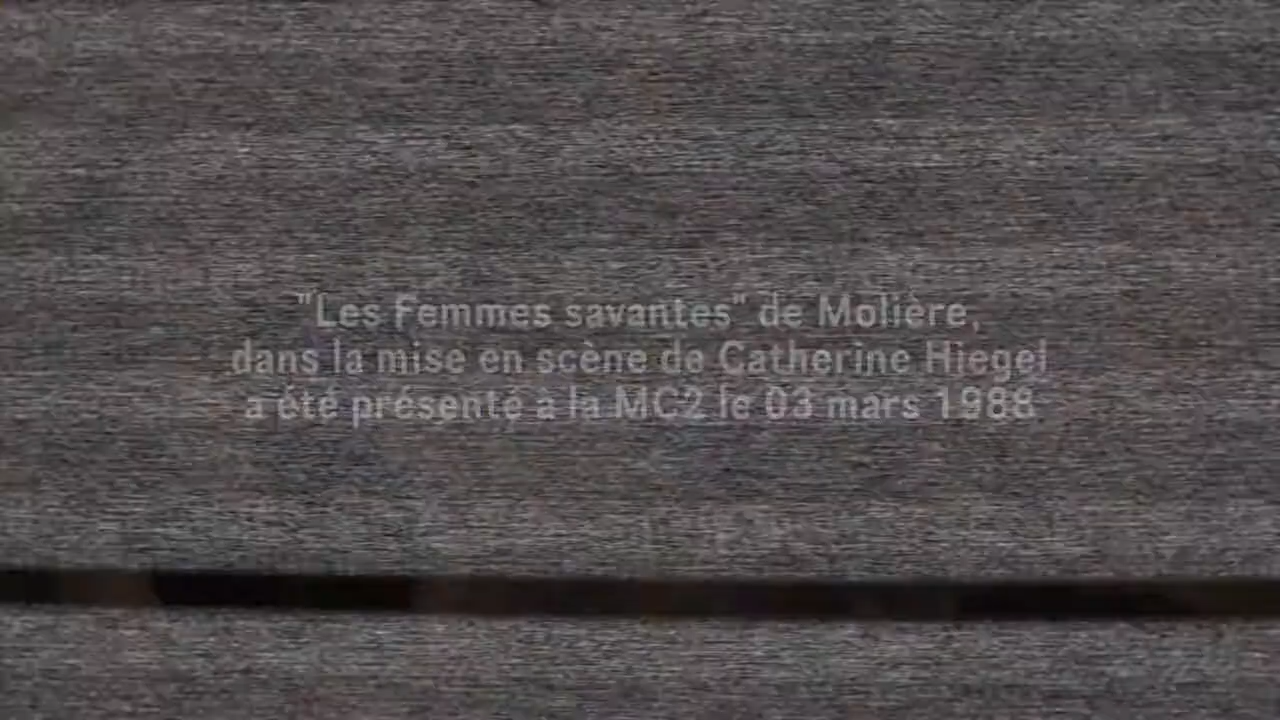 "Les Femmes savantes" de Molière,
dans la mise en scène de Catherine Hiegel
a été présenté à la MC2 le 03 mars 1988